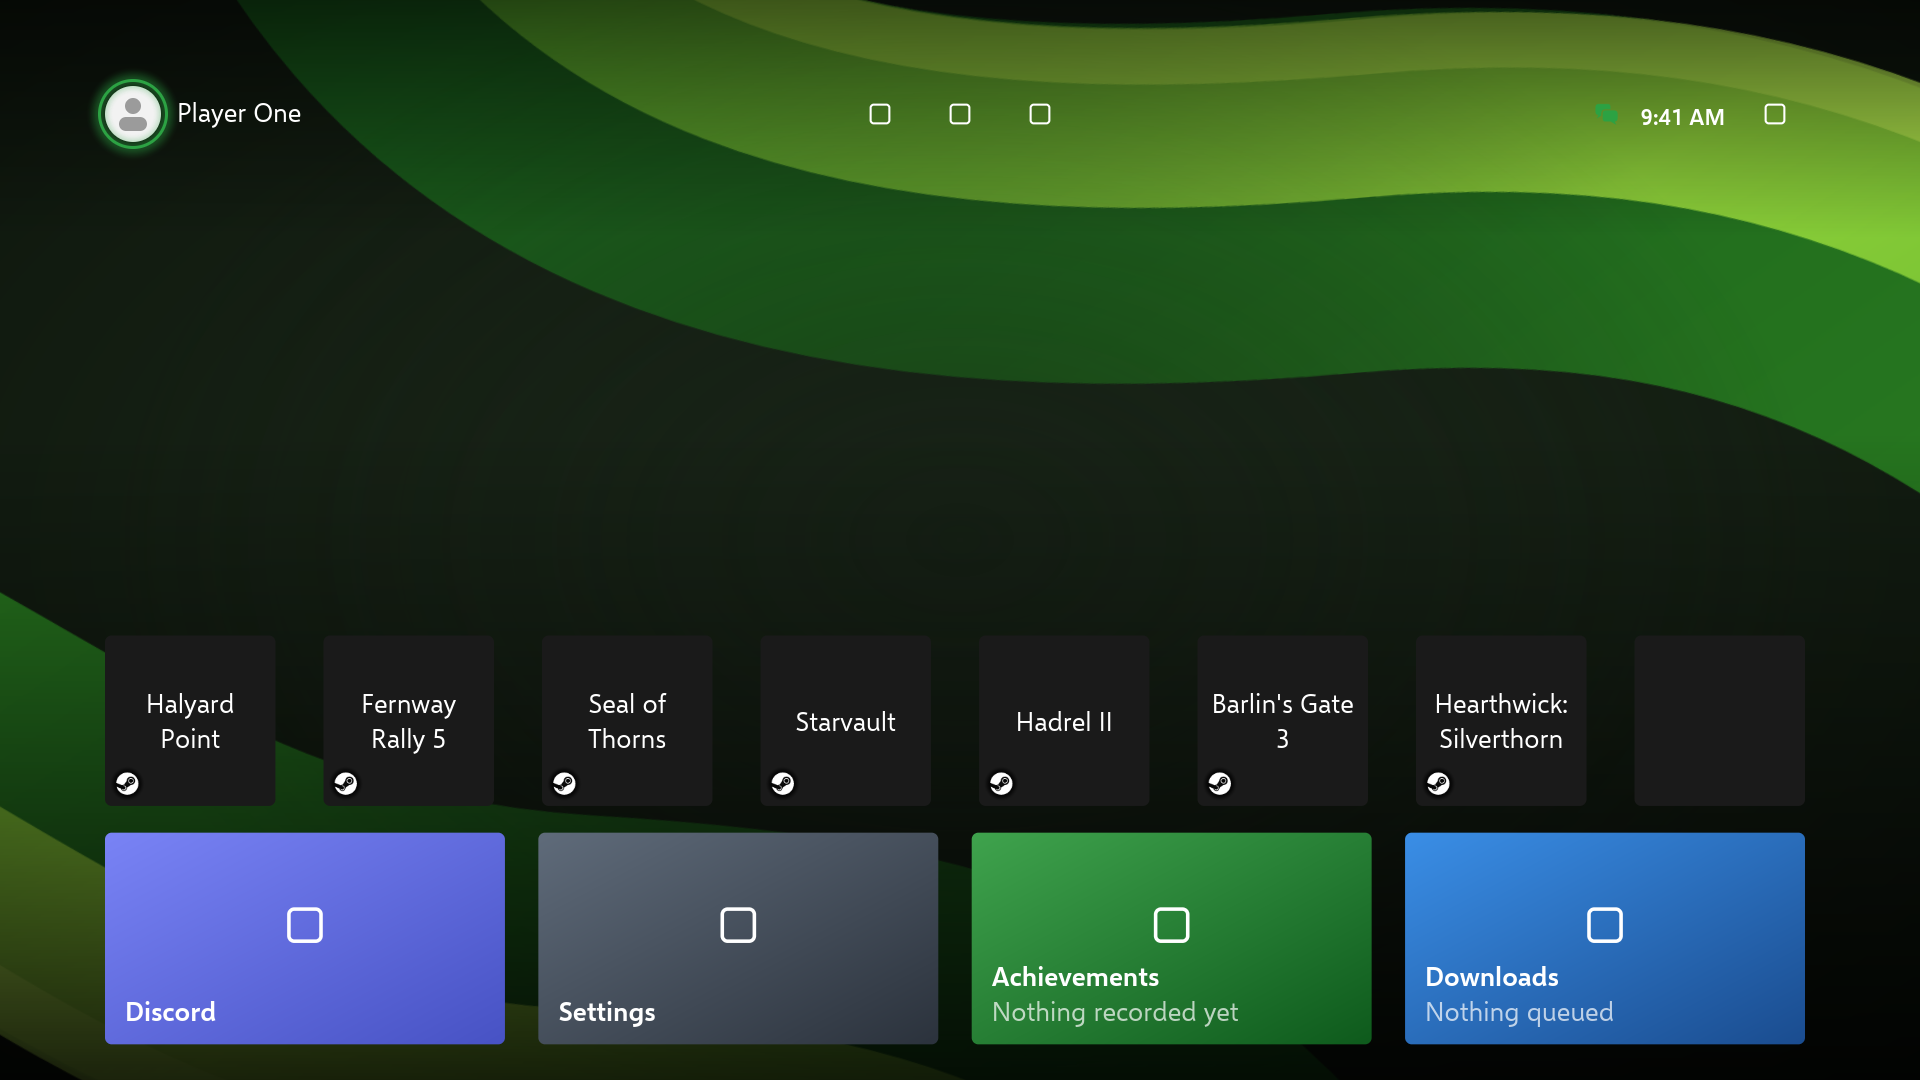 Player One
9:41 AM
Halyard
Point
Fernway
Rally 5
Seal of
Thorns
Starvault
Hadrel II
Barlin's Gate
3
Hearthwick:
Silverthorn
Discord
Settings
Achievements
Nothing recorded yet
Downloads
Nothing queued